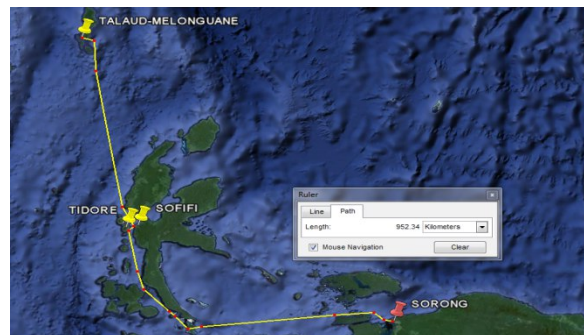 TALAUD-MELONGUANE
TIDORE
SOFIFI
Ruler
Line Path
Length: 952.34 Kilometers
Mouse Navigation Clear
SORONG